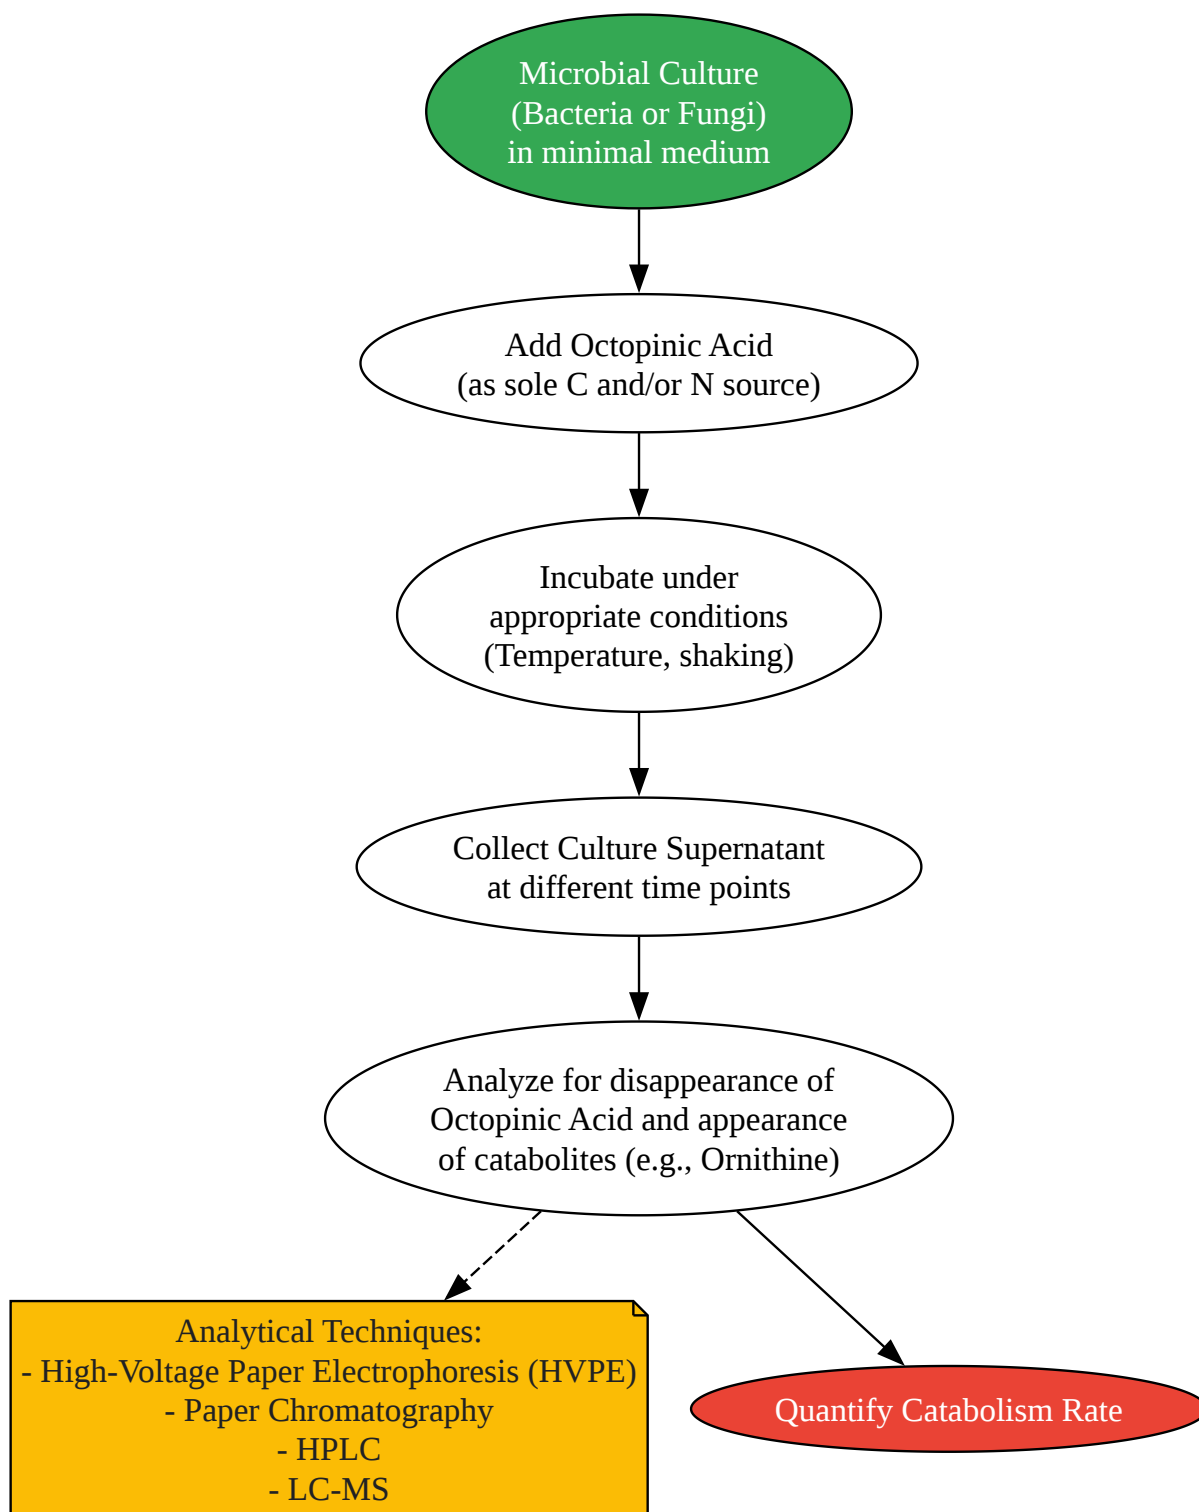 Microbial Culture
(Bacteria or Fungi)
in minimal medium
Add Octopinic Acid
(as sole C and/or N source)
Incubate under
appropriate conditions
(Temperature, shaking)
Collect Culture Supernatant
at different time points
Analyze for disappearance of
Octopinic Acid and appearance
of catabolites (e.g., Ornithine)
Analytical Techniques:
- High-Voltage Paper Electrophoresis (HVPE)
- Paper Chromatography
- HPLC
- LC-MS
Quantify Catabolism Rate